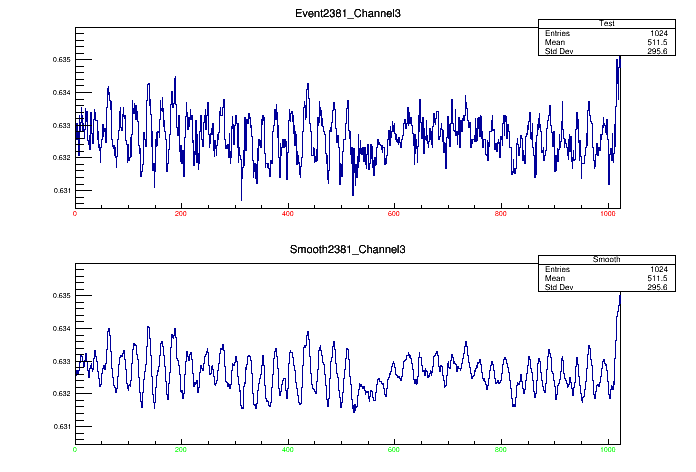 Event2381_Channel3
Test
Entries 1024
Mean 511.5
Std Dev 295.6
0.635
0.634
0.633
0.632
0.631
0 200 400 600 800 1000
Smooth2381_Channel3
Smooth
Entries 1024
Mean 511.5
Std Dev 295.6
0.635
0.634
0.633
0.632
0.631
0 200 400 600 800 1000